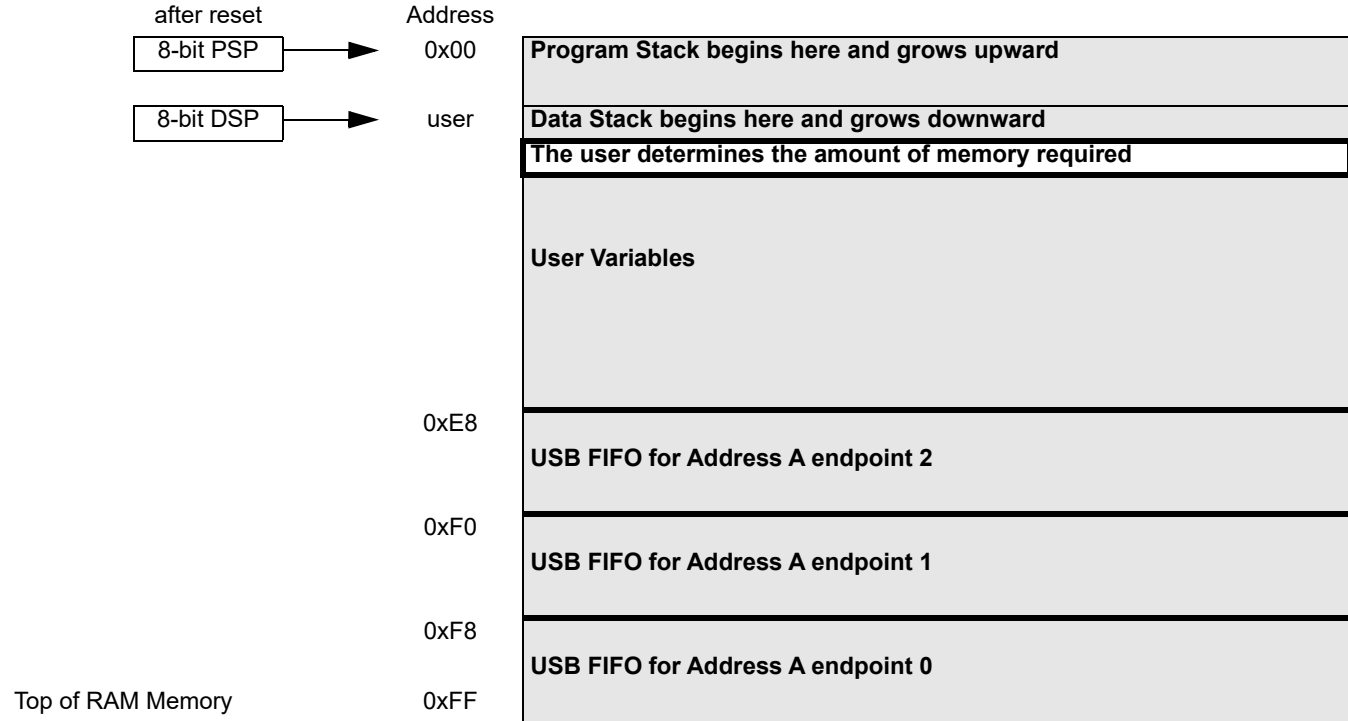 after reset Address
8-bit PSP 0x00 Program Stack begins here and grows upward
8-bit DSP user Data Stack begins here and grows downward
The user determines the amount of memory required
User Variables
0xE8
USB FIFO for Address A endpoint 2
0xF0
USB FIFO for Address A endpoint 1
0xF8
USB FIFO for Address A endpoint 0
Top of RAM Memory 0xFF